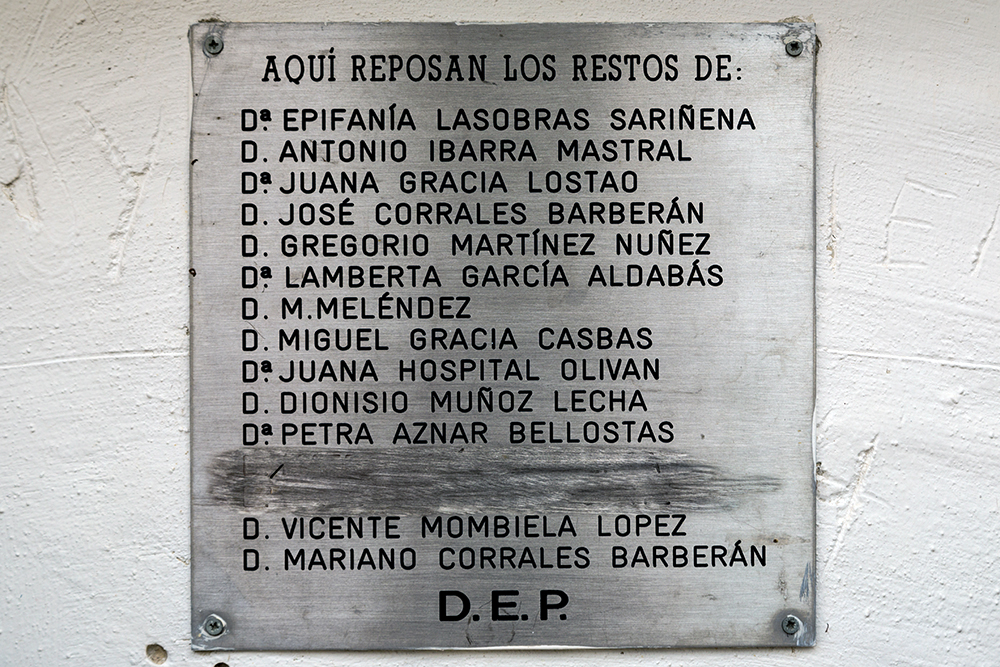 AQUÍ REPOSAN LOS RESTOS DE:
Dª. EPIFANÍA LASOBRAS SARIÑENA
D. ANTONIO IBARRA MASTRAL
Dª. JUANA GRACIA LOSTAO
D. JOSÉ CORRALES BARBERÁN
D. GREGORIO MARTÍNEZ NUÑEZ
Dª. LAMBERTA GARCÍA ALDABÁS
D. M.MELÉNDEZ
D. MIGUEL GRACIA CASBAS
Dª. JUANA HOSPITAL OLIVAN
D. DIONISIO MUÑOZ LECHA
Dª. PETRA AZNAR BELLOSTAS
D. VICENTE MOMBIELA LOPEZ
D. MARIANO CORRALES BARBERÁN
D.E.P.